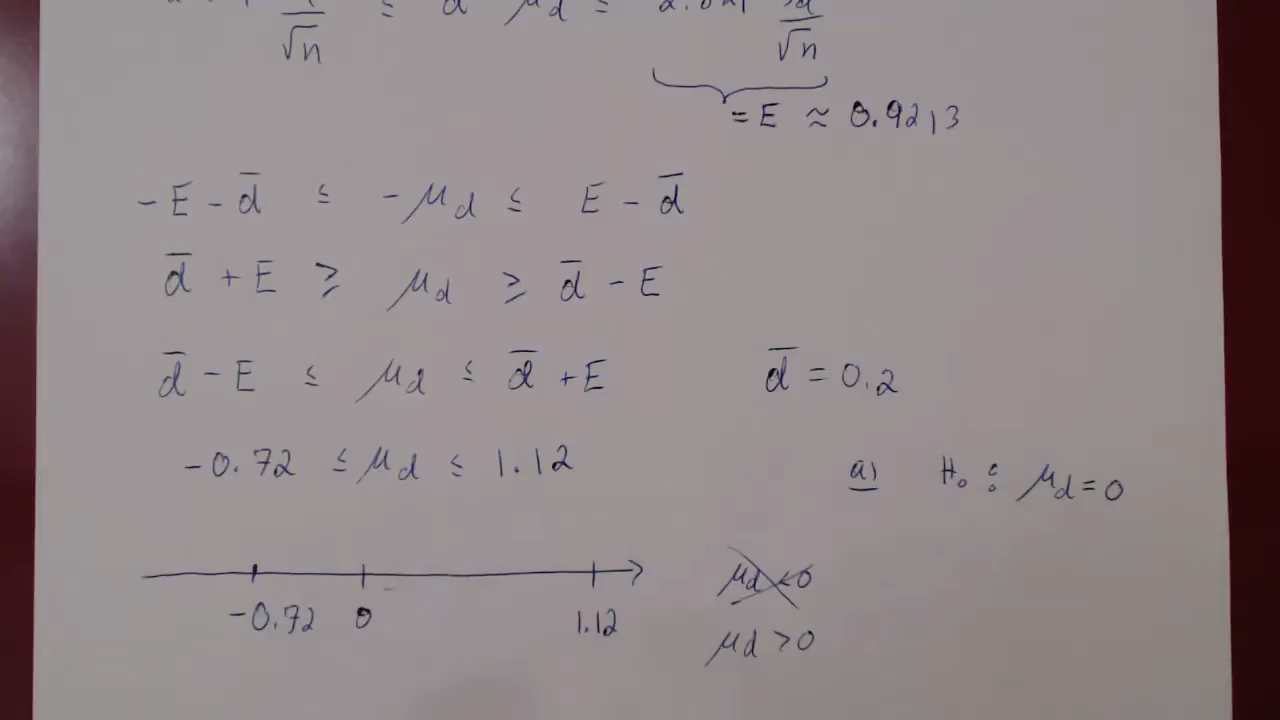 √n ≤ d̄ μd ≤ √n
= E ≈ 0.9213
-E - d̄ ≤ -μd ≤ E - d̄
d̄ + E ≥ μd ≥ d̄ - E
d̄ - E ≤ μd ≤ d̄ + E d̄ = 0.2
-0.72 ≤ μd ≤ 1.12 a) H₀ : μd = 0
μd < 0
-0.72 0 1.12
μd > 0